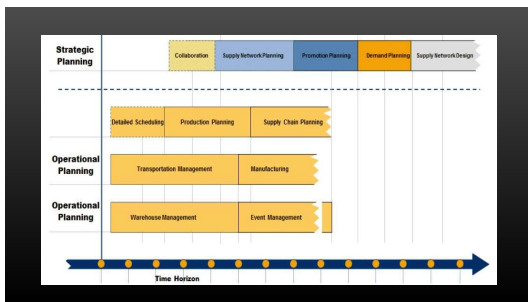 Strategic
Planning
Collaboration
Supply Network Planning
Promotion Planning
Demand Planning
Supply Network Design
Detailed Scheduling
Production Planning
Supply Chain Planning
Operational
Planning
Transportation Management
Manufacturing
Operational
Planning
Warehouse Management
Event Management
Time Horizon